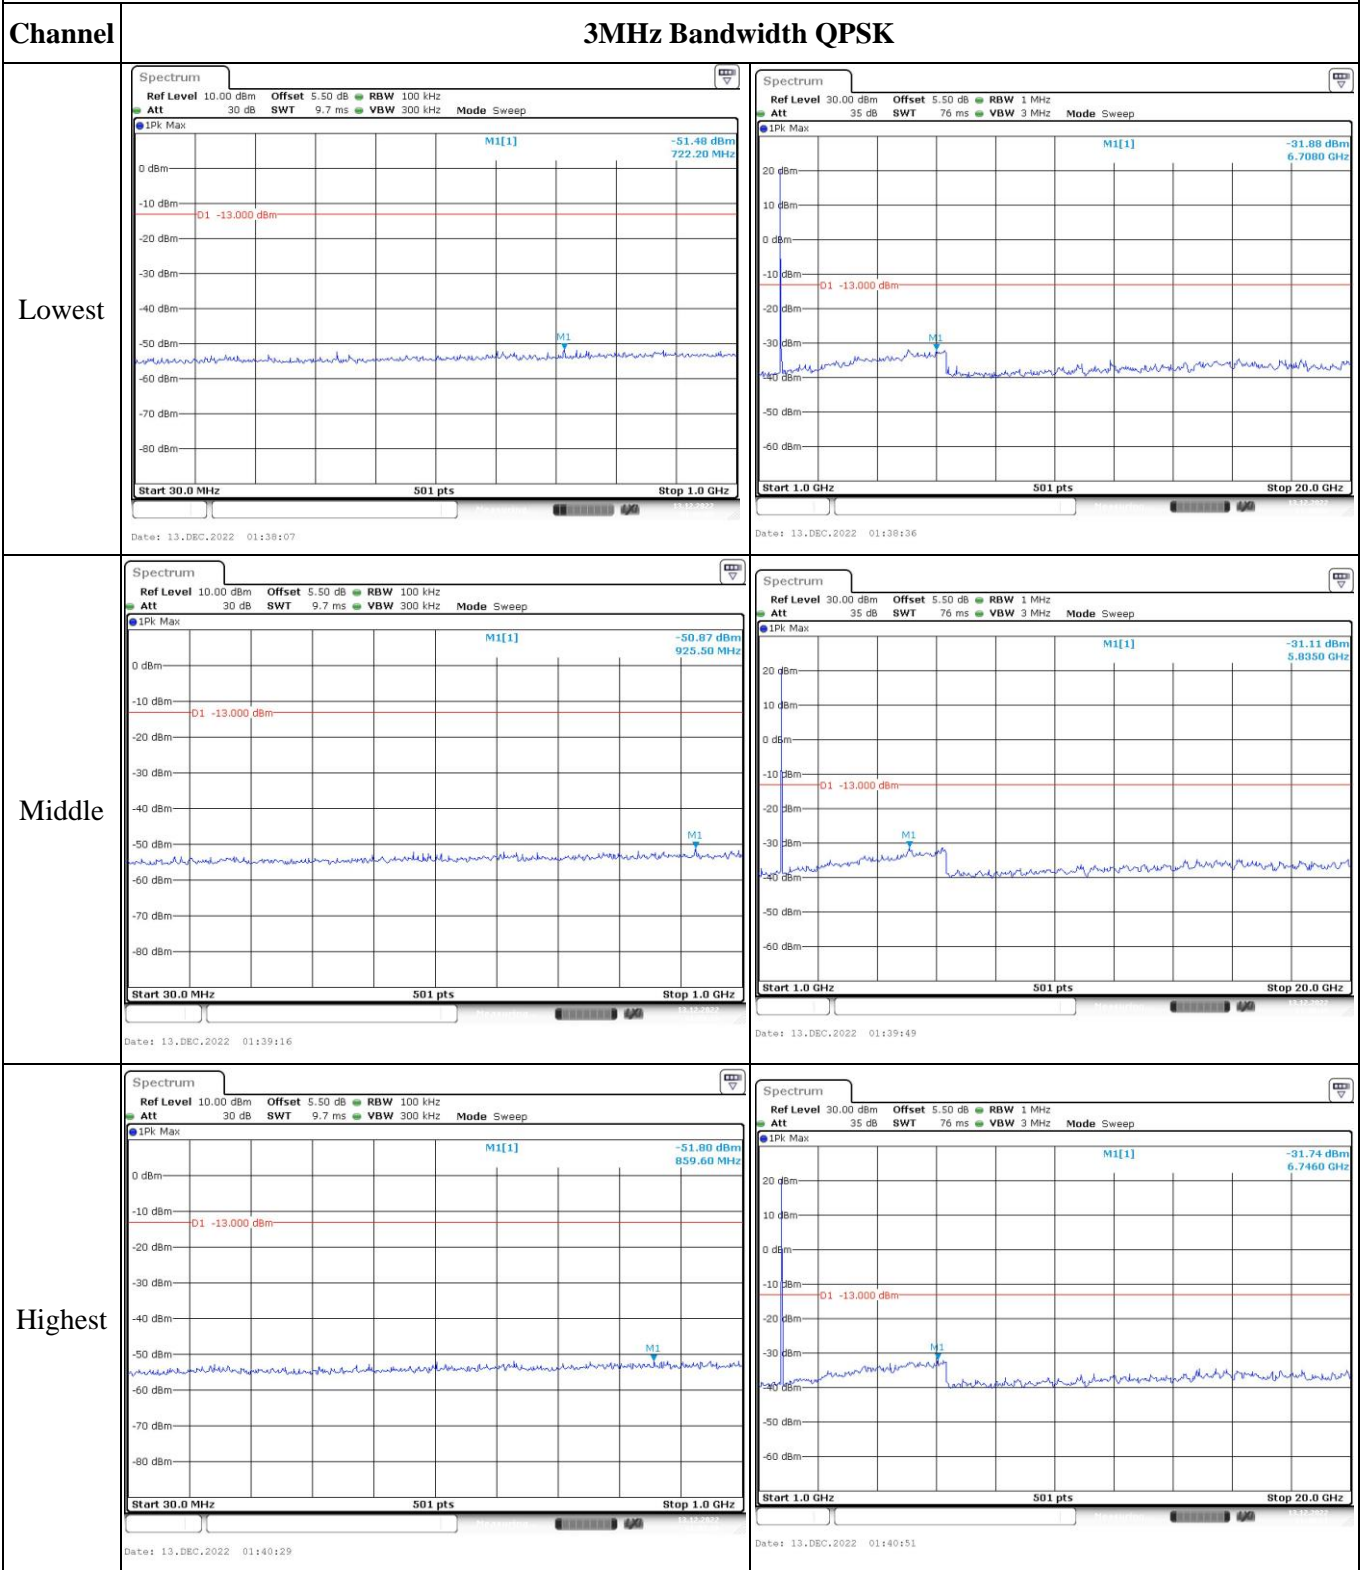 Channel 3MHz Bandwidth QPSK
Lowest
Spectrum
Ref Level 10.00 dBm Offset 5.50 dB RBW 100 kHz
Att 30 dB SWT 9.7 ms VBW 300 kHz Mode Sweep
1Pk Max
M1[1] -51.48 dBm
722.20 MHz
0 dBm
-10 dBm
D1 -13.000 dBm
-20 dBm
-30 dBm
-40 dBm
M1
-50 dBm
-60 dBm
-70 dBm
-80 dBm
Start 30.0 MHz 501 pts Stop 1.0 GHz
Date: 13.DEC.2022 01:38:07
Spectrum
Ref Level 30.00 dBm Offset 5.50 dB RBW 1 MHz
Att 35 dB SWT 76 ms VBW 3 MHz Mode Sweep
1Pk Max
M1[1] -31.88 dBm
6.7080 GHz
20 dBm
10 dBm
0 dBm
-10 dBm
D1 -13.000 dBm
-20 dBm
M1
-30 dBm
-40 dBm
-50 dBm
-60 dBm
Start 1.0 GHz 501 pts Stop 20.0 GHz
Date: 13.DEC.2022 01:38:36
Middle
Spectrum
Ref Level 10.00 dBm Offset 5.50 dB RBW 100 kHz
Att 30 dB SWT 9.7 ms VBW 300 kHz Mode Sweep
1Pk Max
M1[1] -50.87 dBm
925.50 MHz
0 dBm
-10 dBm
D1 -13.000 dBm
-20 dBm
-30 dBm
-40 dBm
M1
-50 dBm
-60 dBm
-70 dBm
-80 dBm
Start 30.0 MHz 501 pts Stop 1.0 GHz
Date: 13.DEC.2022 01:39:16
Spectrum
Ref Level 30.00 dBm Offset 5.50 dB RBW 1 MHz
Att 35 dB SWT 76 ms VBW 3 MHz Mode Sweep
1Pk Max
M1[1] -31.11 dBm
5.8350 GHz
20 dBm
10 dBm
0 dBm
-10 dBm
D1 -13.000 dBm
-20 dBm
M1
-30 dBm
-40 dBm
-50 dBm
-60 dBm
Start 1.0 GHz 501 pts Stop 20.0 GHz
Date: 13.DEC.2022 01:39:49
Highest
Spectrum
Ref Level 10.00 dBm Offset 5.50 dB RBW 100 kHz
Att 30 dB SWT 9.7 ms VBW 300 kHz Mode Sweep
1Pk Max
M1[1] -51.80 dBm
859.60 MHz
0 dBm
-10 dBm
D1 -13.000 dBm
-20 dBm
-30 dBm
-40 dBm
M1
-50 dBm
-60 dBm
-70 dBm
-80 dBm
Start 30.0 MHz 501 pts Stop 1.0 GHz
Date: 13.DEC.2022 01:40:29
Spectrum
Ref Level 30.00 dBm Offset 5.50 dB RBW 1 MHz
Att 35 dB SWT 76 ms VBW 3 MHz Mode Sweep
1Pk Max
M1[1] -31.74 dBm
6.7460 GHz
20 dBm
10 dBm
0 dBm
-10 dBm
D1 -13.000 dBm
-20 dBm
M1
-30 dBm
-40 dBm
-50 dBm
-60 dBm
Start 1.0 GHz 501 pts Stop 20.0 GHz
Date: 13.DEC.2022 01:40:51